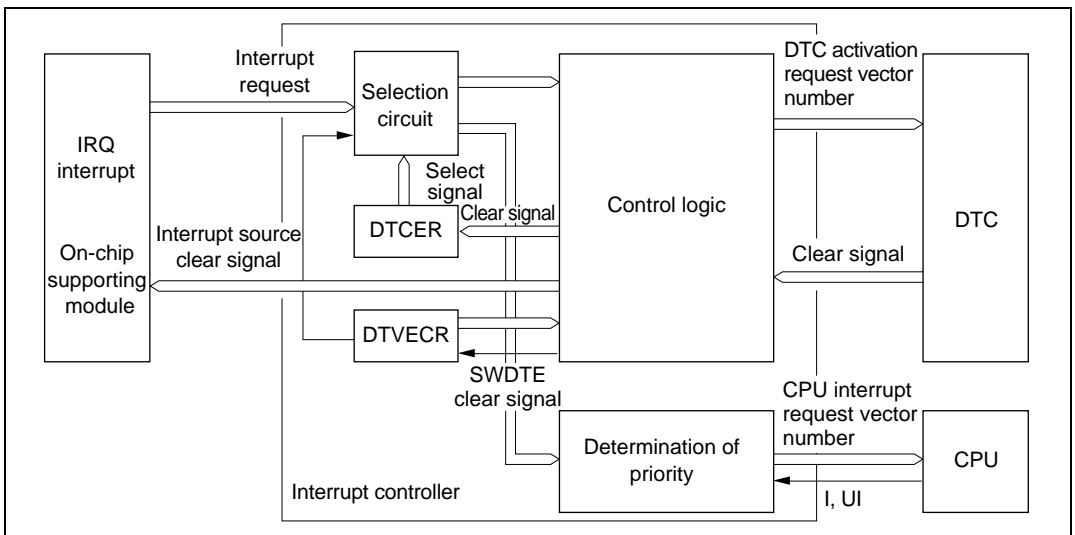 Interrupt
request
DTC activation
request vector
number
Selection
circuit
IRQ
interrupt
Select
signal
Control logic
DTC
DTCER
Clear signal
Interrupt source
clear signal
On-chip
supporting
module
Clear signal
DTVECR
SWDTE
clear signal
CPU interrupt
request vector
number
Determination of
priority
CPU
Interrupt controller
I, UI